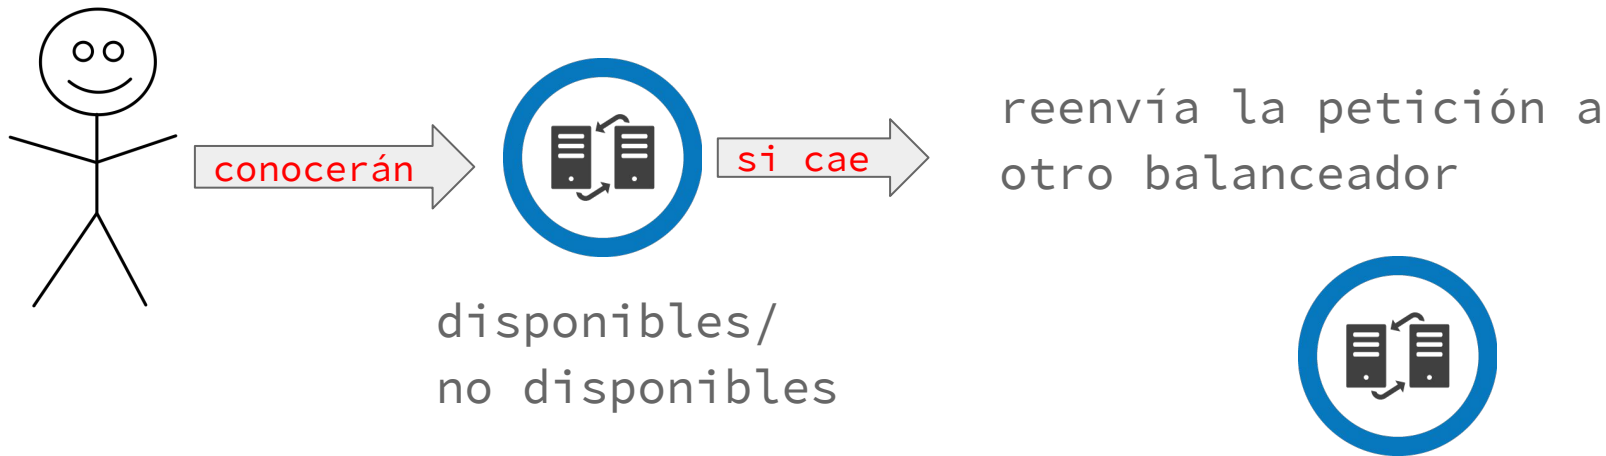 conocerán
si cae
reenvía la petición a
otro balanceador
disponibles/
no disponibles